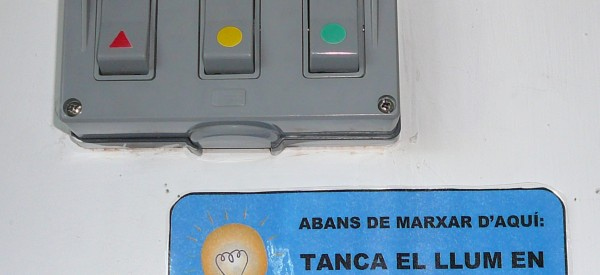 ABANS DE MARXAR D'AQUÍ:
TANCA EL LLUM EN